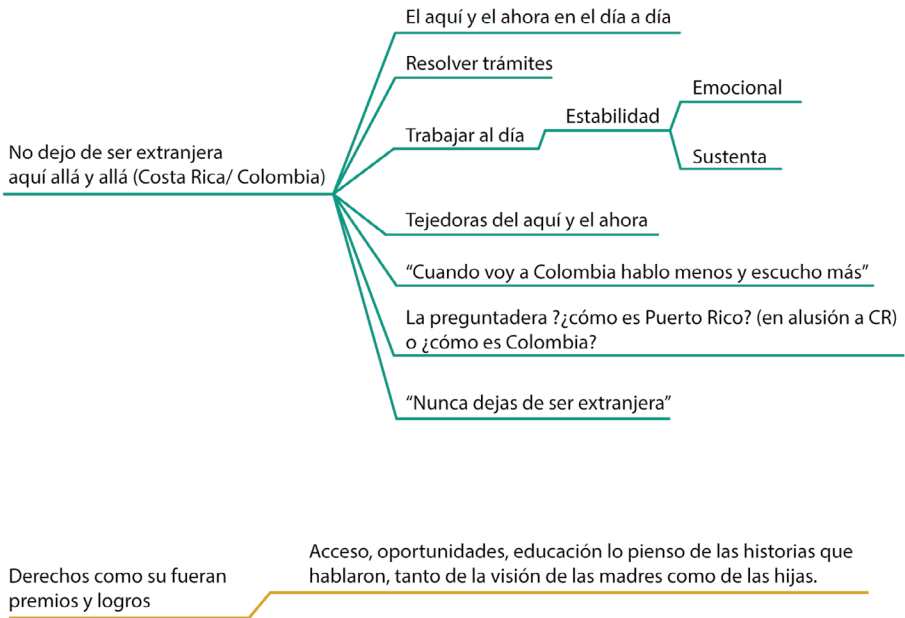 No dejo de ser extranjera
aquí allá y allá (Costa Rica/ Colombia)
El aquí y el ahora en el día a día
Resolver trámites
Trabajar al día
Estabilidad
Emocional
Sustenta
Tejedoras del aquí y el ahora
“Cuando voy a Colombia hablo menos y escucho más”
La preguntadera ?¿cómo es Puerto Rico? (en alusión a CR)
o ¿cómo es Colombia?
“Nunca dejas de ser extranjera”
Derechos como su fueran
premios y logros
Acceso, oportunidades, educación lo pienso de las historias que
hablaron, tanto de la visión de las madres como de las hijas.